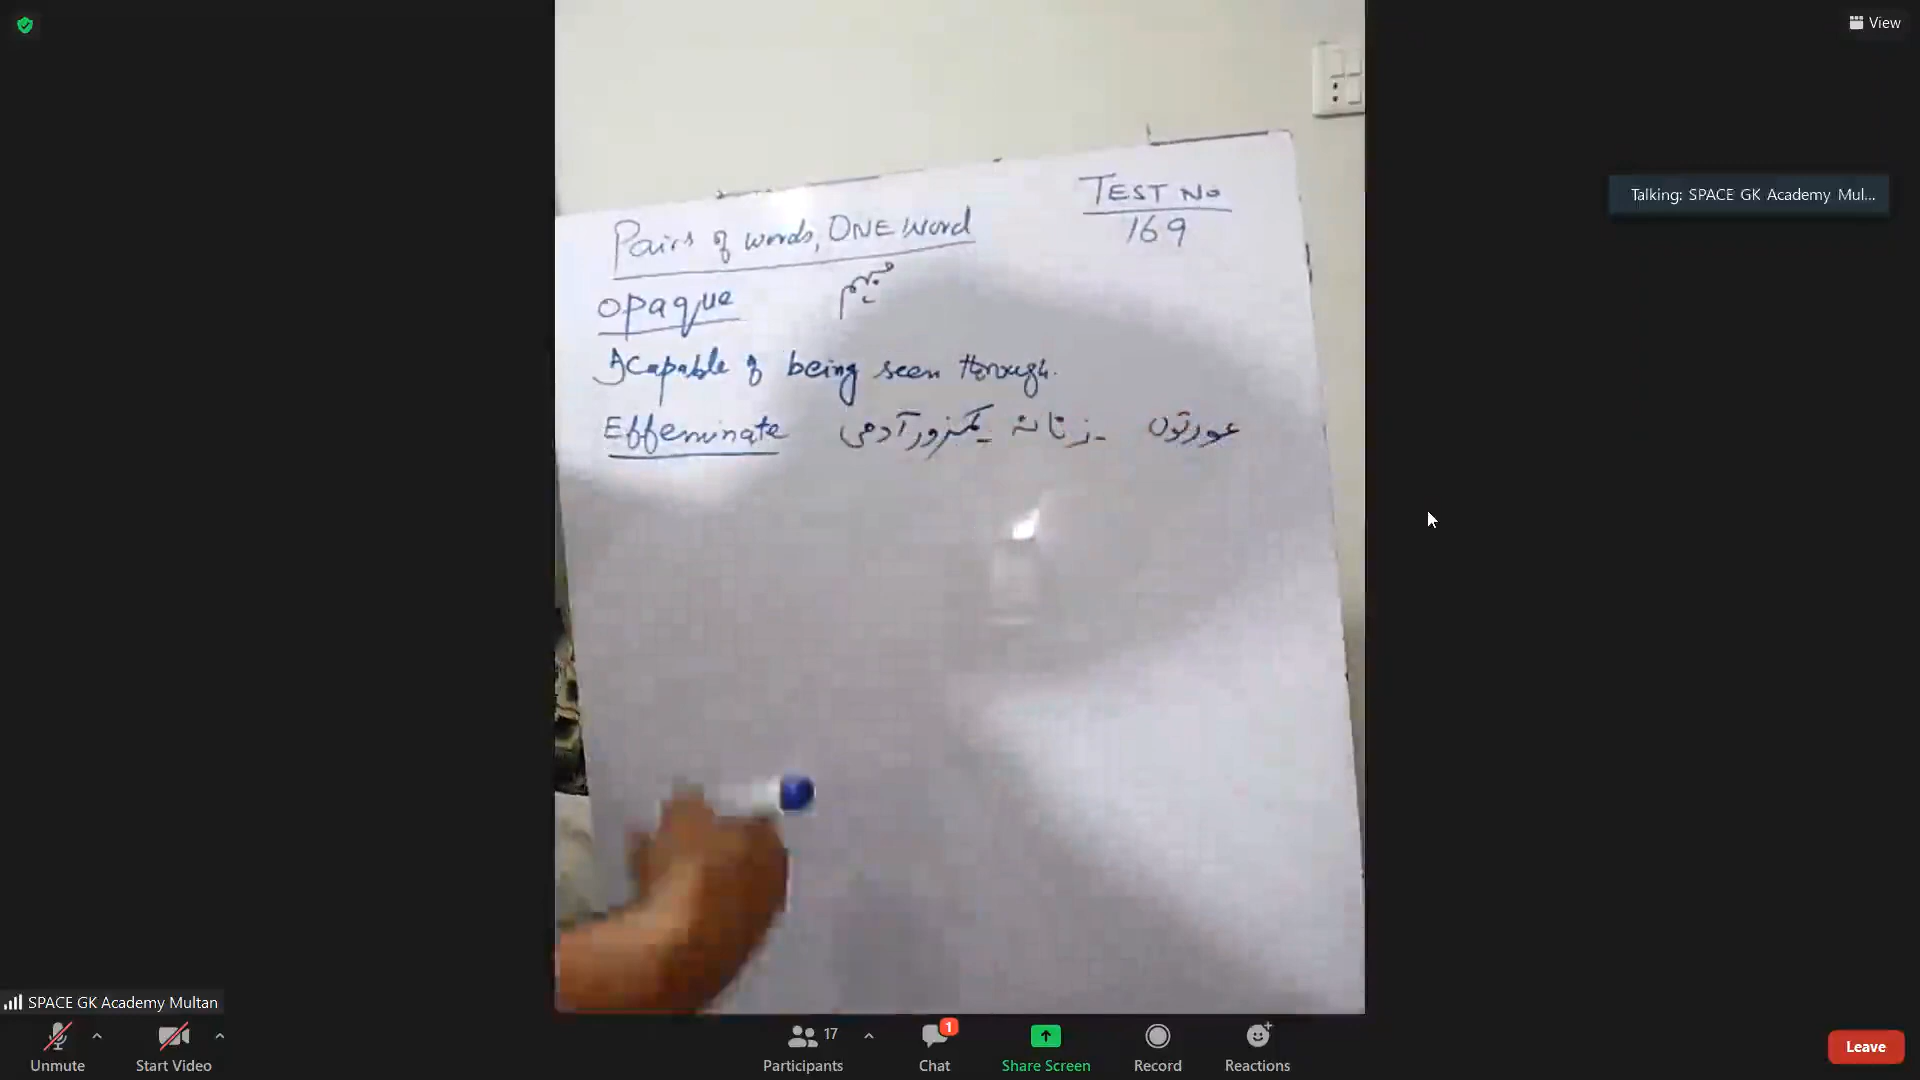 View
Talking: SPACE GK Academy Mul...
TEST No
169
Pairs of words, ONE Word
opaque مبہم
Capable of being seen through.
Effeminate عورتوں - زنانہ - کمزور آدمی
SPACE GK Academy Multan
Unmute
Start Video
17
Participants
1
Chat
Share Screen
Record
Reactions
Leave